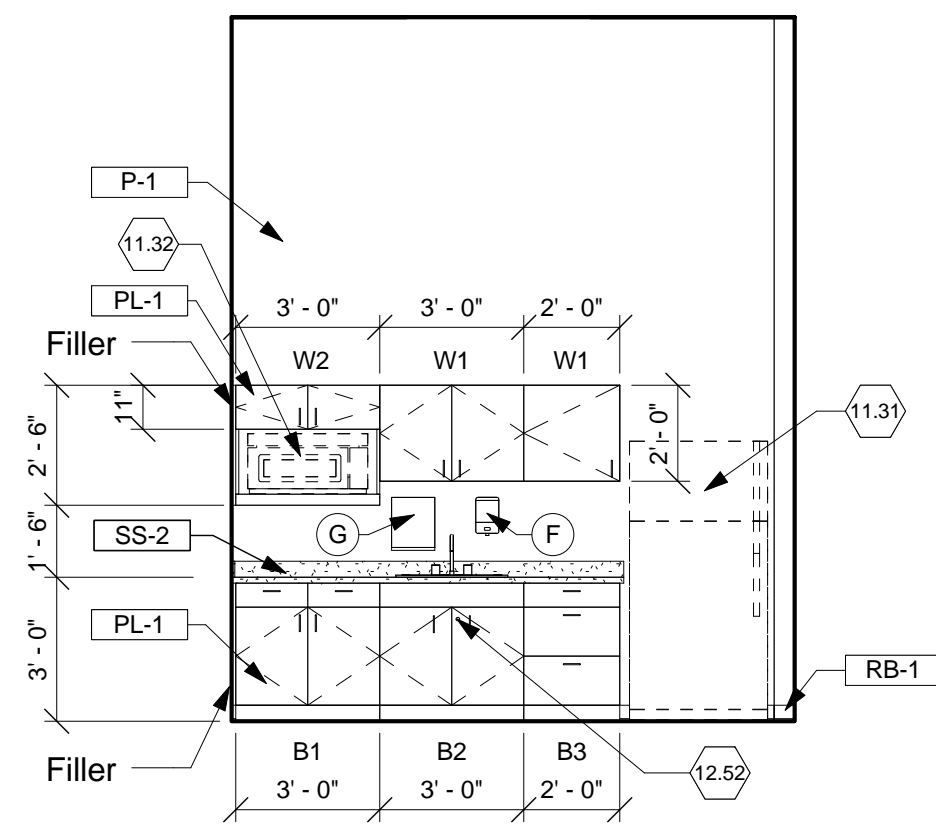 P-1
11.32
PL-1
Filler
3' - 0"
3' - 0"
2' - 0"
W2
W1
W1
11"
2' - 6"
2' - 0"
11.31
1' - 6"
SS-2
G
F
PL-1
3' - 0"
RB-1
Filler
B1
B2
B3
3' - 0"
3' - 0"
2' - 0"
12.52